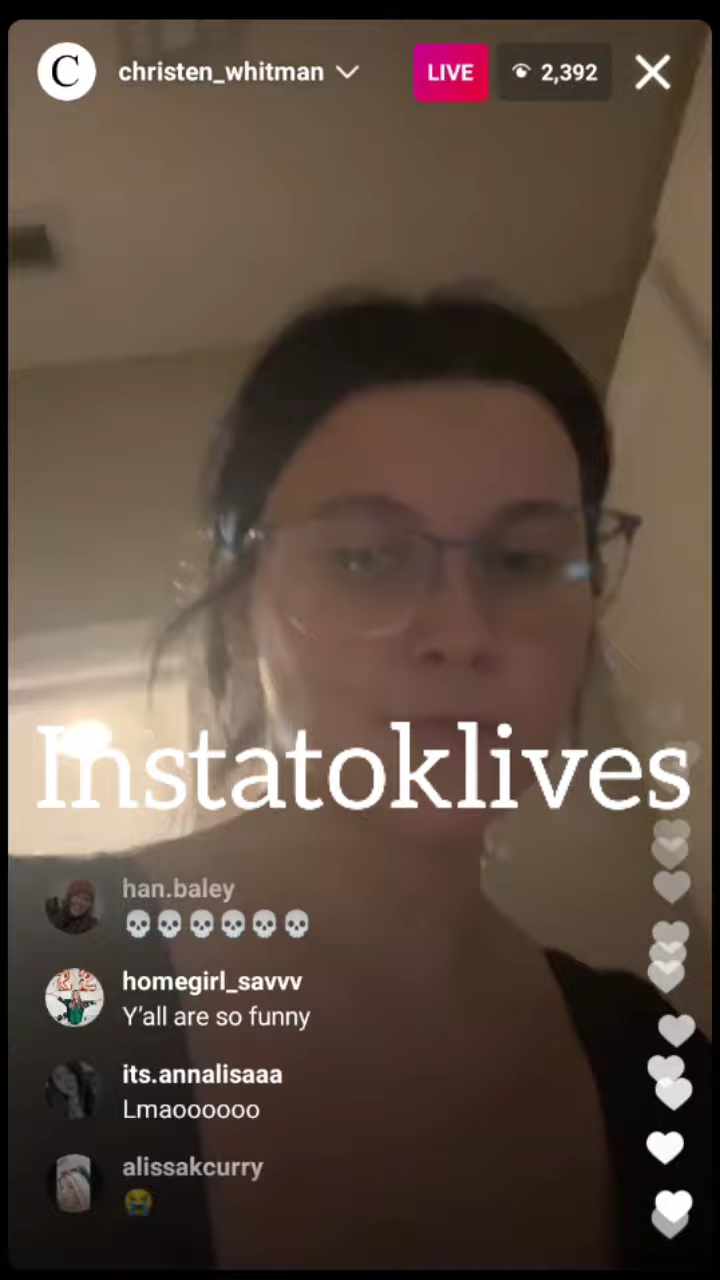 C christen_whitman LIVE 2,392
Instatoklives
han.baley
💀💀💀💀💀💀
homegirl_savvv
Y'all are so funny
its.annalisaaa
Lmaoooooo
alissakcurry
😭